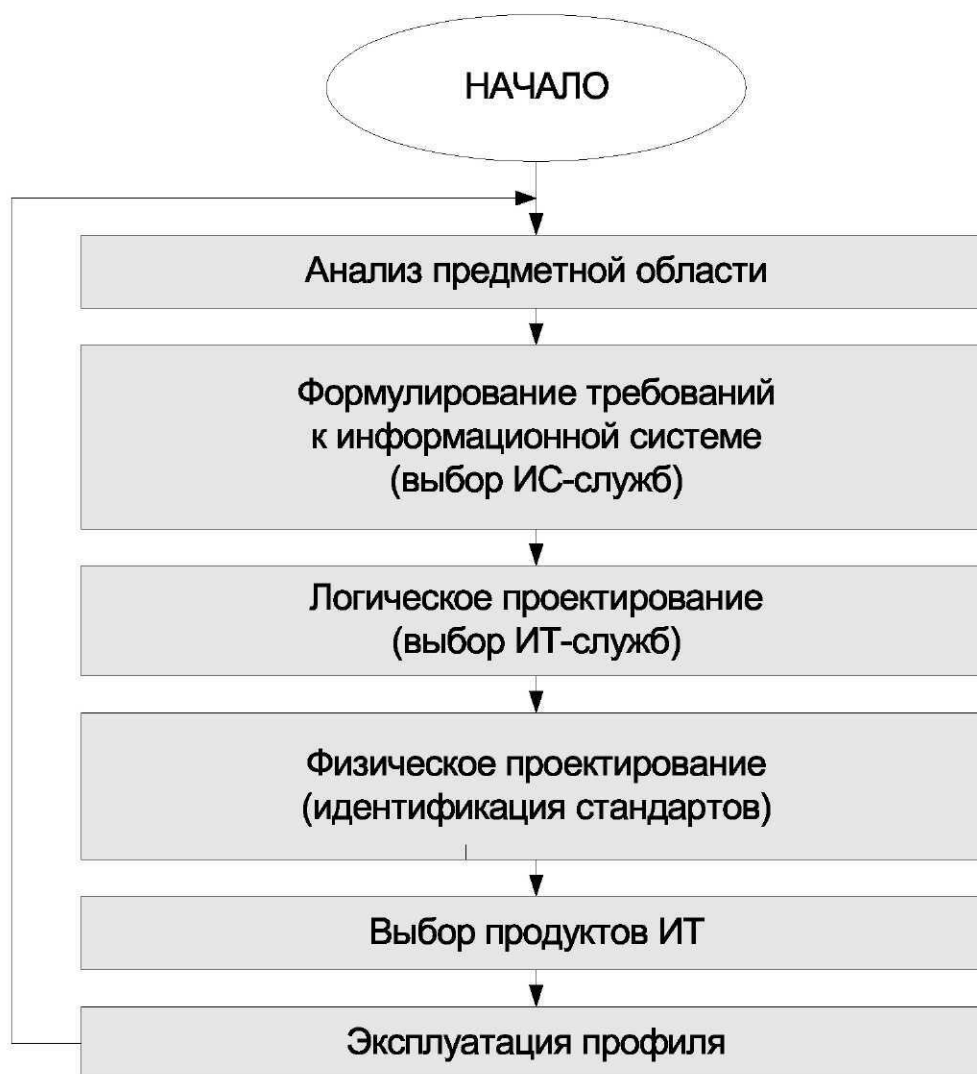 НАЧАЛО
Анализ предметной области
Формулирование требований
к информационной системе
(выбор ИС-служб)
Логическое проектирование
(выбор ИТ-служб)
Физическое проектирование
(идентификация стандартов)
Выбор продуктов ИТ
Эксплуатация профиля